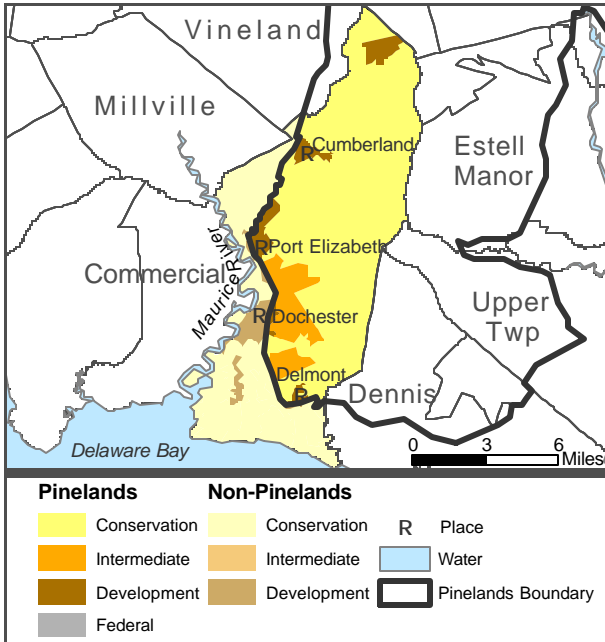 Vineland
Millville
R Cumberland
Estell
Manor
R Port Elizabeth
Commercial
Maurice River
R Dochester
Upper
Twp
Delmont
R
Dennis
Delaware Bay
0 3 6
Miles
Pinelands Non-Pinelands
Conservation Conservation R Place
Intermediate Intermediate Water
Development Development Pinelands Boundary
Federal